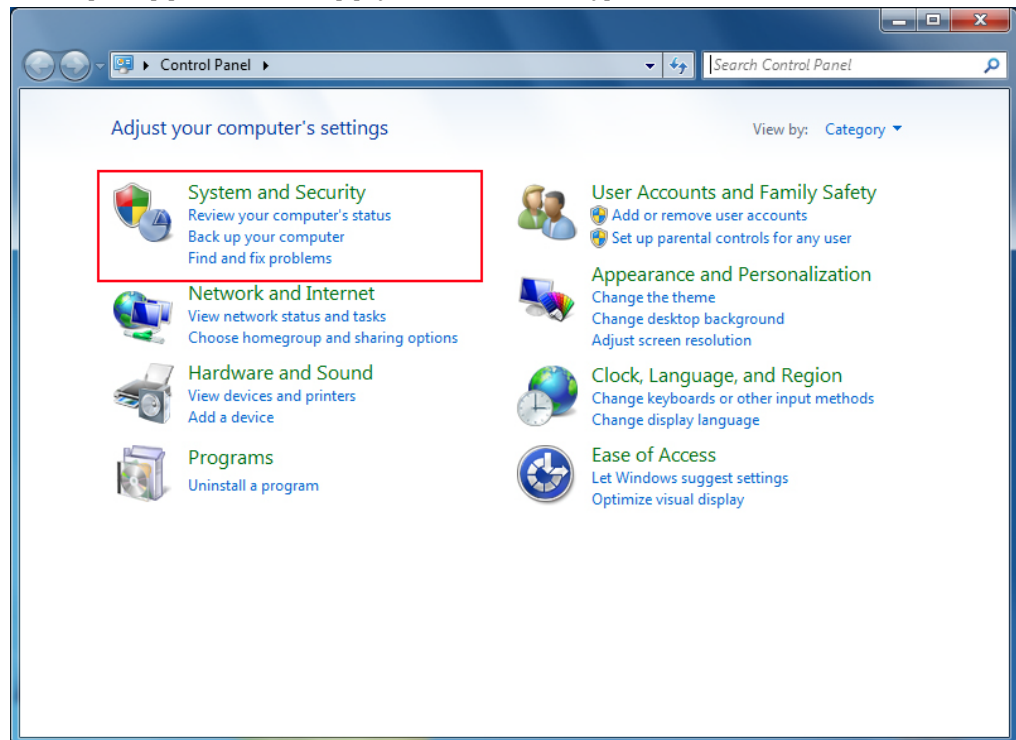 Control Panel
Search Control Panel
Adjust your computer's settings
View by: Category
System and Security
Review your computer's status
Back up your computer
Find and fix problems
Network and Internet
View network status and tasks
Choose homegroup and sharing options
Hardware and Sound
View devices and printers
Add a device
Programs
Uninstall a program
User Accounts and Family Safety
Add or remove user accounts
Set up parental controls for any user
Appearance and Personalization
Change the theme
Change desktop background
Adjust screen resolution
Clock, Language, and Region
Change keyboards or other input methods
Change display language
Ease of Access
Let Windows suggest settings
Optimize visual display